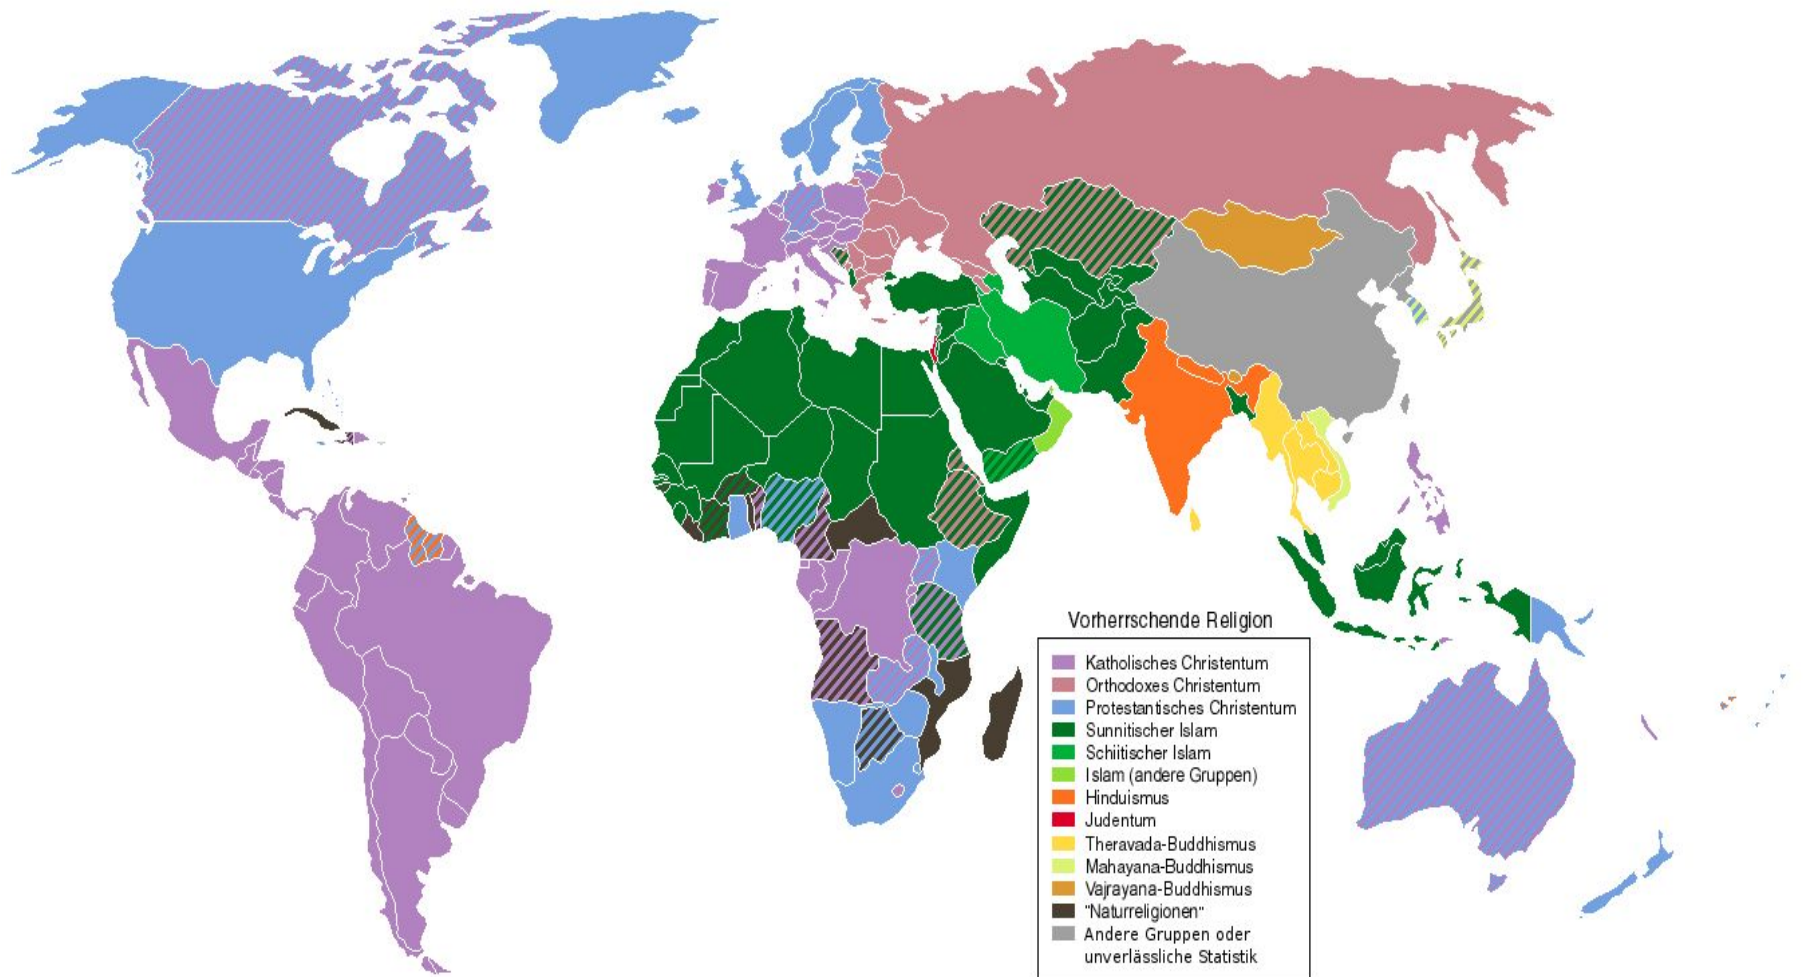 Vorherrschende Religion
Katholisches Christentum
Orthodoxes Christentum
Protestantisches Christentum
Sunnitischer Islam
Schiitischer Islam
Islam (andere Gruppen)
Hinduismus
Judentum
Theravada-Buddhismus
Mahayana-Buddhismus
Vajrayana-Buddhismus
"Naturreligionen"
Andere Gruppen oder
unverlässliche Statistik